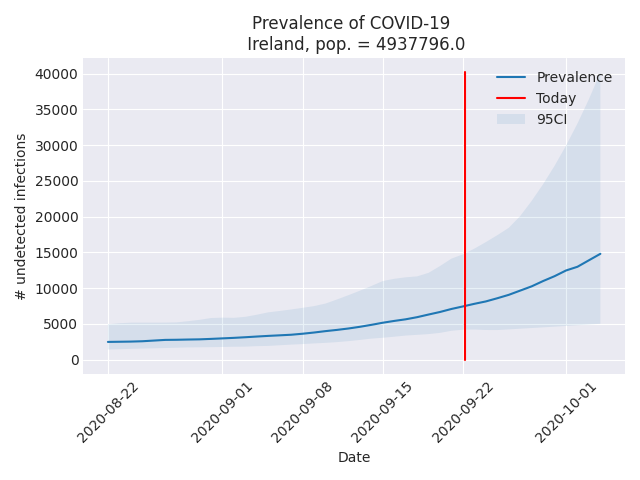 Prevalence of COVID-19
Ireland, pop. = 4937796.0
# undetected infections
40000
35000
30000
25000
20000
15000
10000
5000
0
Prevalence
Today
95CI
2020-08-22
2020-09-01
2020-09-08
2020-09-15
2020-09-22
2020-10-01
Date